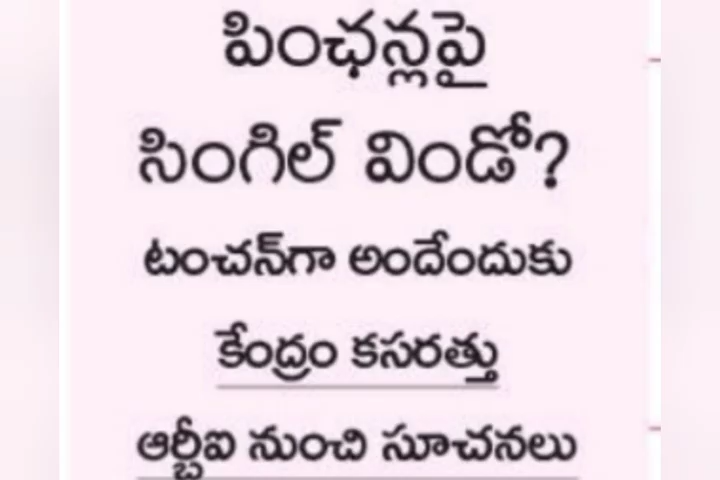 పింఛన్లపై
సింగిల్ విండో?
టంచన్‌గా అందేందుకు
కేంద్రం కసరత్తు
ఆర్బీఐ నుంచి సూచనలు